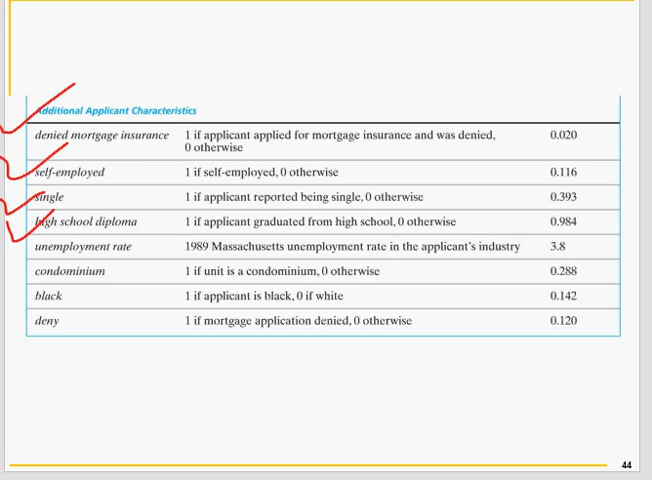 Additional Applicant Characteristics
denied mortgage insurance 1 if applicant applied for mortgage insurance and was denied, 0.020
0 otherwise
self-employed 1 if self-employed, 0 otherwise 0.116
single 1 if applicant reported being single, 0 otherwise 0.393
high school diploma 1 if applicant graduated from high school, 0 otherwise 0.984
unemployment rate 1989 Massachusetts unemployment rate in the applicant's industry 3.8
condominium 1 if unit is a condominium, 0 otherwise 0.288
black 1 if applicant is black, 0 if white 0.142
deny 1 if mortgage application denied, 0 otherwise 0.120
44